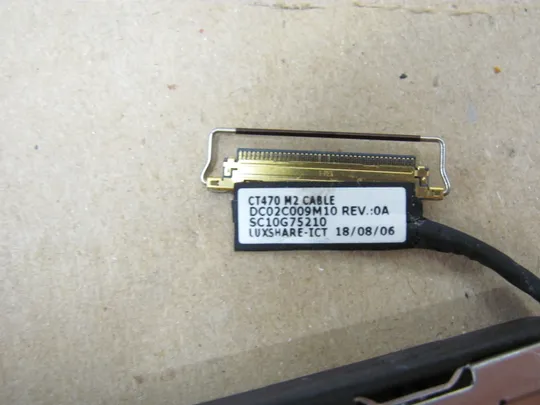 CT470 M2 CABLE
DC02C009M10 REV.:0A
SC10G75210
LUXSHARE-ICT 18/08/06